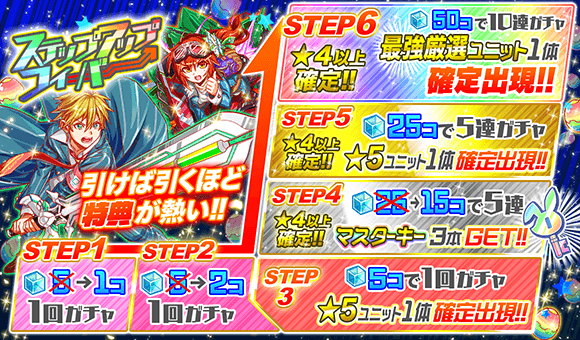 ステップアップ
フィーバー
引けば引くほど
特典が熱い!!
STEP1
5→1コ
1回ガチャ
STEP2
5→2コ
1回ガチャ
STEP
3
5コで1回ガチャ
★5ユニット1体 確定出現!!
STEP4
25→15コで5連
★4以上
確定!!
マスターキー3本GET!!
STEP5
25コで5連ガチャ
★4以上
確定!!
★5ユニット1体 確定出現!!
STEP6
50コで10連ガチャ
★4以上
確定!!
最強厳選ユニット1体
確定出現!!